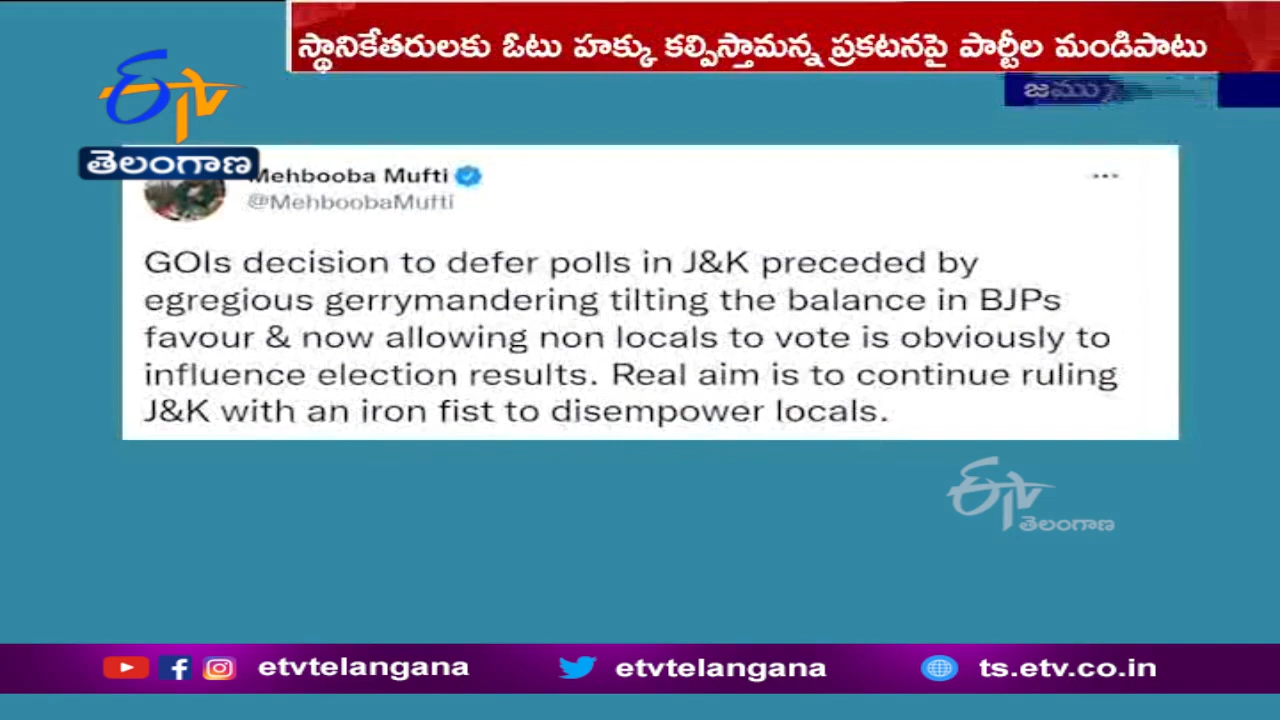 స్థానికేతరులకు ఓటు హక్కు కల్పిస్తామన్న ప్రకటనపై పార్టీల మండిపాటు
జమ్ము
ETV
తెలంగాణ
Mehbooba Mufti
@MehboobaMufti
GOIs decision to defer polls in J&K preceded by
egregious gerrymandering tilting the balance in BJPs
favour & now allowing non locals to vote is obviously to
influence election results. Real aim is to continue ruling
J&K with an iron fist to disempower locals.
ETV
తెలంగాణ
etvtelangana
etvtelangana
ts.etv.co.in